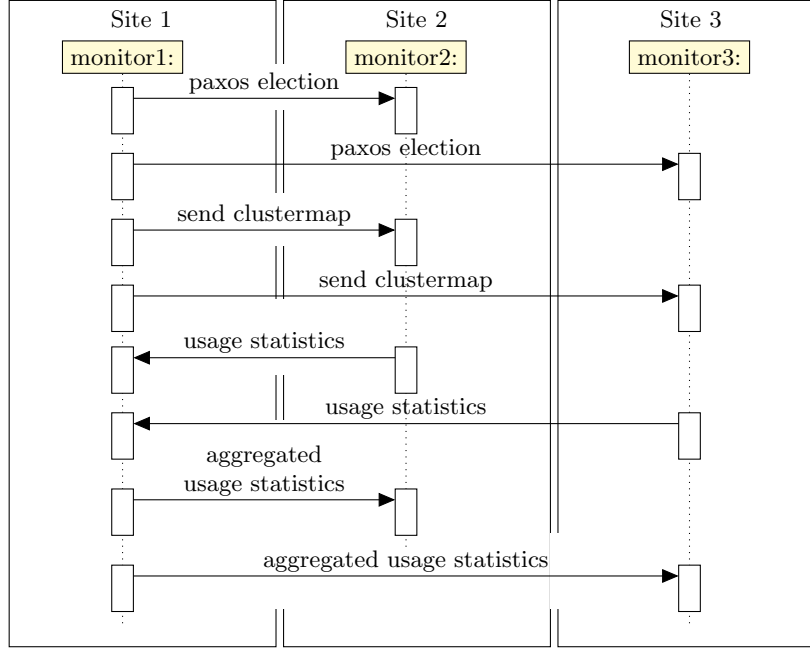 Site 1
Site 2
Site 3
monitor1:
monitor2:
monitor3:
paxos election
paxos election
send clustermap
send clustermap
usage statistics
usage statistics
aggregated
usage statistics
aggregated usage statistics